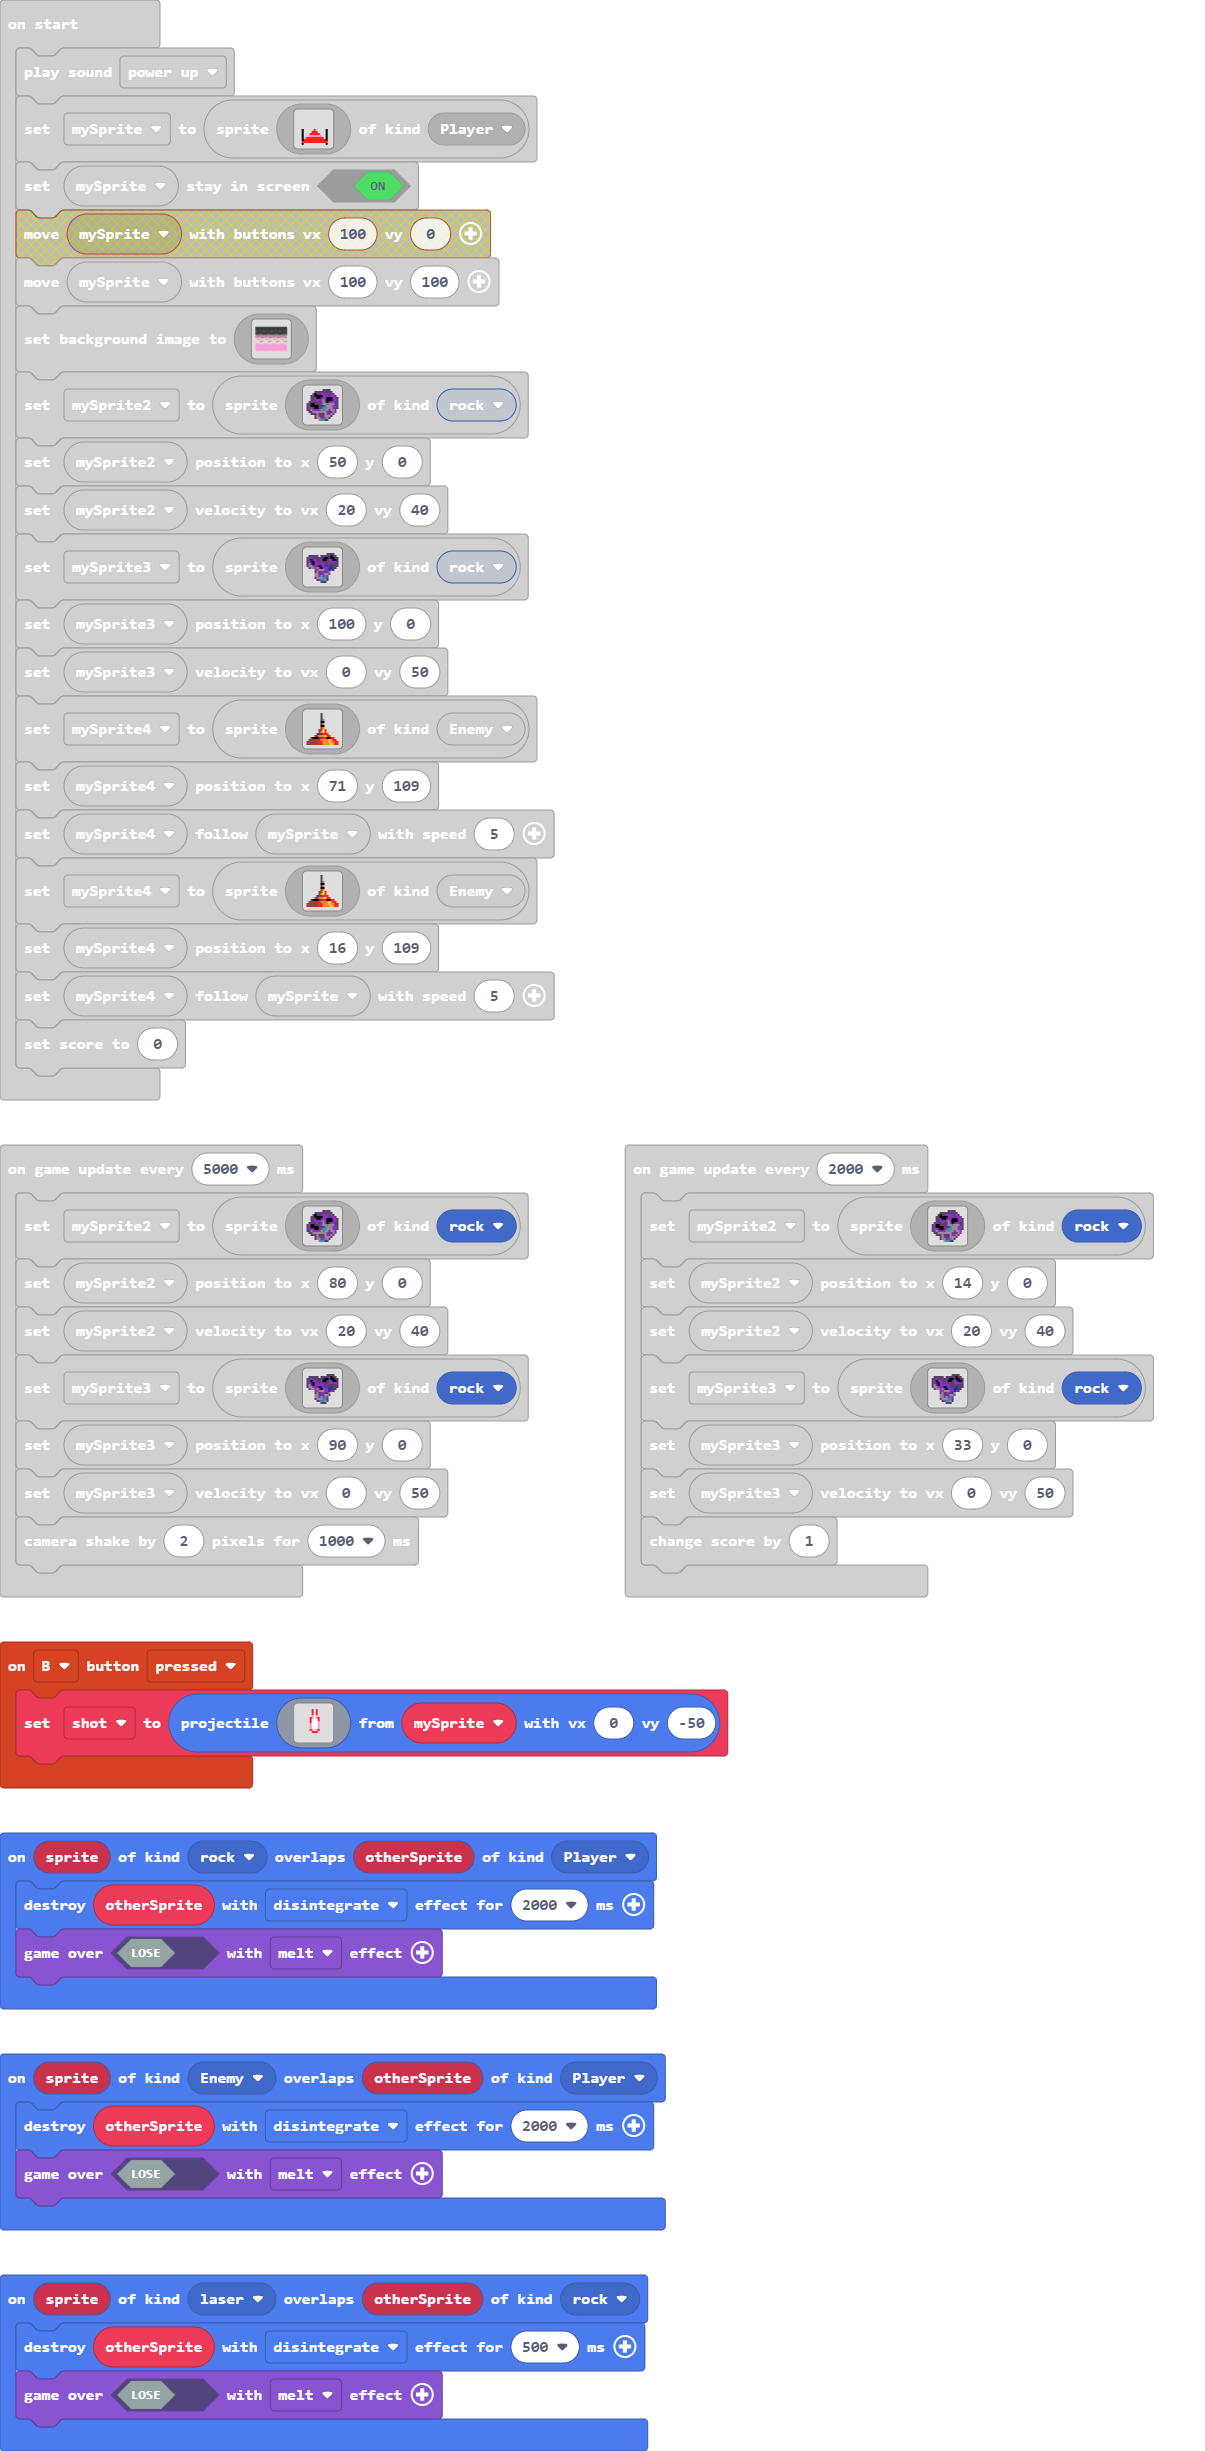 on start
play sound power up
set mySprite to sprite of kind Player
set mySprite stay in screen ON
move mySprite with buttons vx 100 vy 0
move mySprite with buttons vx 100 vy 100
set background image to
set mySprite2 to sprite of kind rock
set mySprite2 position to x 50 y 0
set mySprite2 velocity to vx 20 vy 40
set mySprite3 to sprite of kind rock
set mySprite3 position to x 100 y 0
set mySprite3 velocity to vx 0 vy 50
set mySprite4 to sprite of kind Enemy
set mySprite4 position to x 71 y 109
set mySprite4 follow mySprite with speed 5
set mySprite4 to sprite of kind Enemy
set mySprite4 position to x 16 y 109
set mySprite4 follow mySprite with speed 5
set score to 0
on game update every 5000 ms
set mySprite2 to sprite of kind rock
set mySprite2 position to x 80 y 0
set mySprite2 velocity to vx 20 vy 40
set mySprite3 to sprite of kind rock
set mySprite3 position to x 90 y 0
set mySprite3 velocity to vx 0 vy 50
camera shake by 2 pixels for 1000 ms
on game update every 2000 ms
set mySprite2 to sprite of kind rock
set mySprite2 position to x 14 y 0
set mySprite2 velocity to vx 20 vy 40
set mySprite3 to sprite of kind rock
set mySprite3 position to x 33 y 0
set mySprite3 velocity to vx 0 vy 50
change score by 1
on B button pressed
set shot to projectile from mySprite with vx 0 vy -50
on sprite of kind rock overlaps otherSprite of kind Player
destroy otherSprite with disintegrate effect for 2000 ms
game over LOSE with melt effect
on sprite of kind Enemy overlaps otherSprite of kind Player
destroy otherSprite with disintegrate effect for 2000 ms
game over LOSE with melt effect
on sprite of kind laser overlaps otherSprite of kind rock
destroy otherSprite with disintegrate effect for 500 ms
game over LOSE with melt effect